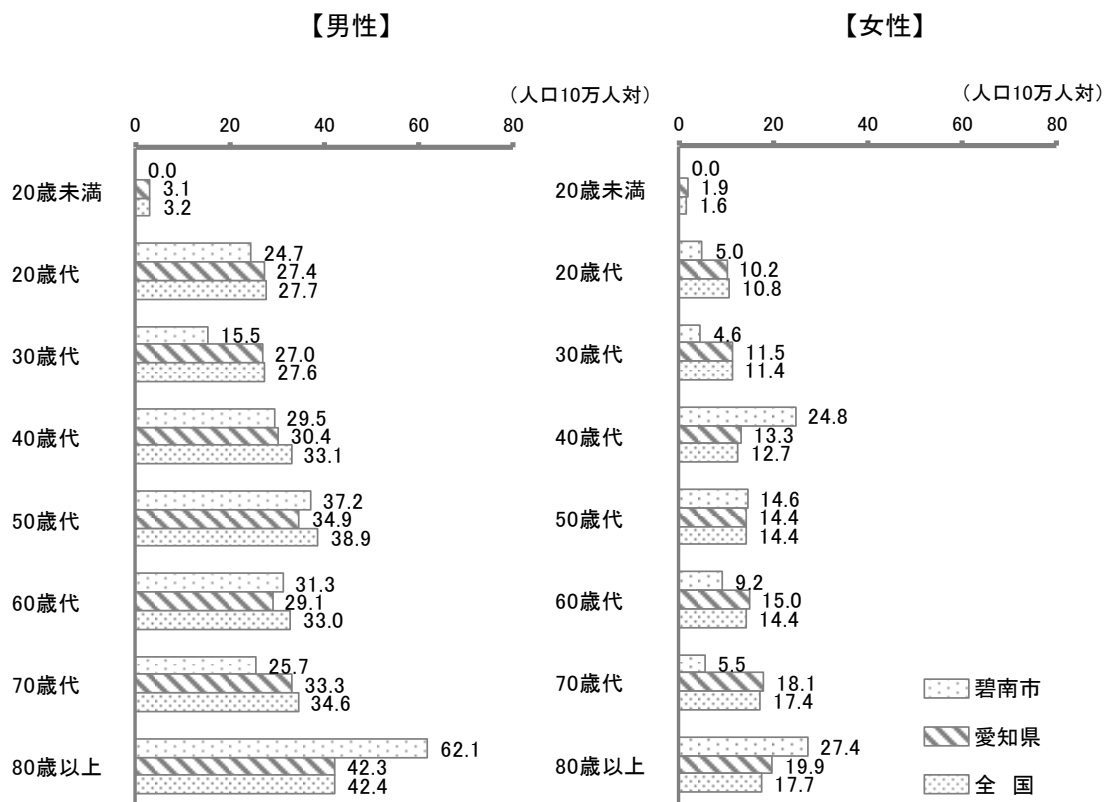 【男性】
(人口10万人対)
0 20 40 60 80
20歳未満
0.0
3.1
3.2
20歳代
24.7
27.4
27.7
30歳代
15.5
27.0
27.6
40歳代
29.5
30.4
33.1
50歳代
37.2
34.9
38.9
60歳代
31.3
29.1
33.0
70歳代
25.7
33.3
34.6
80歳以上
62.1
42.3
42.4
【女性】
(人口10万人対)
0 20 40 60 80
20歳未満
0.0
1.9
1.6
20歳代
5.0
10.2
10.8
30歳代
4.6
11.5
11.4
40歳代
24.8
13.3
12.7
50歳代
14.6
14.4
14.4
60歳代
9.2
15.0
14.4
70歳代
5.5
18.1
17.4
80歳以上
27.4
19.9
17.7
碧南市
愛知県
全 国